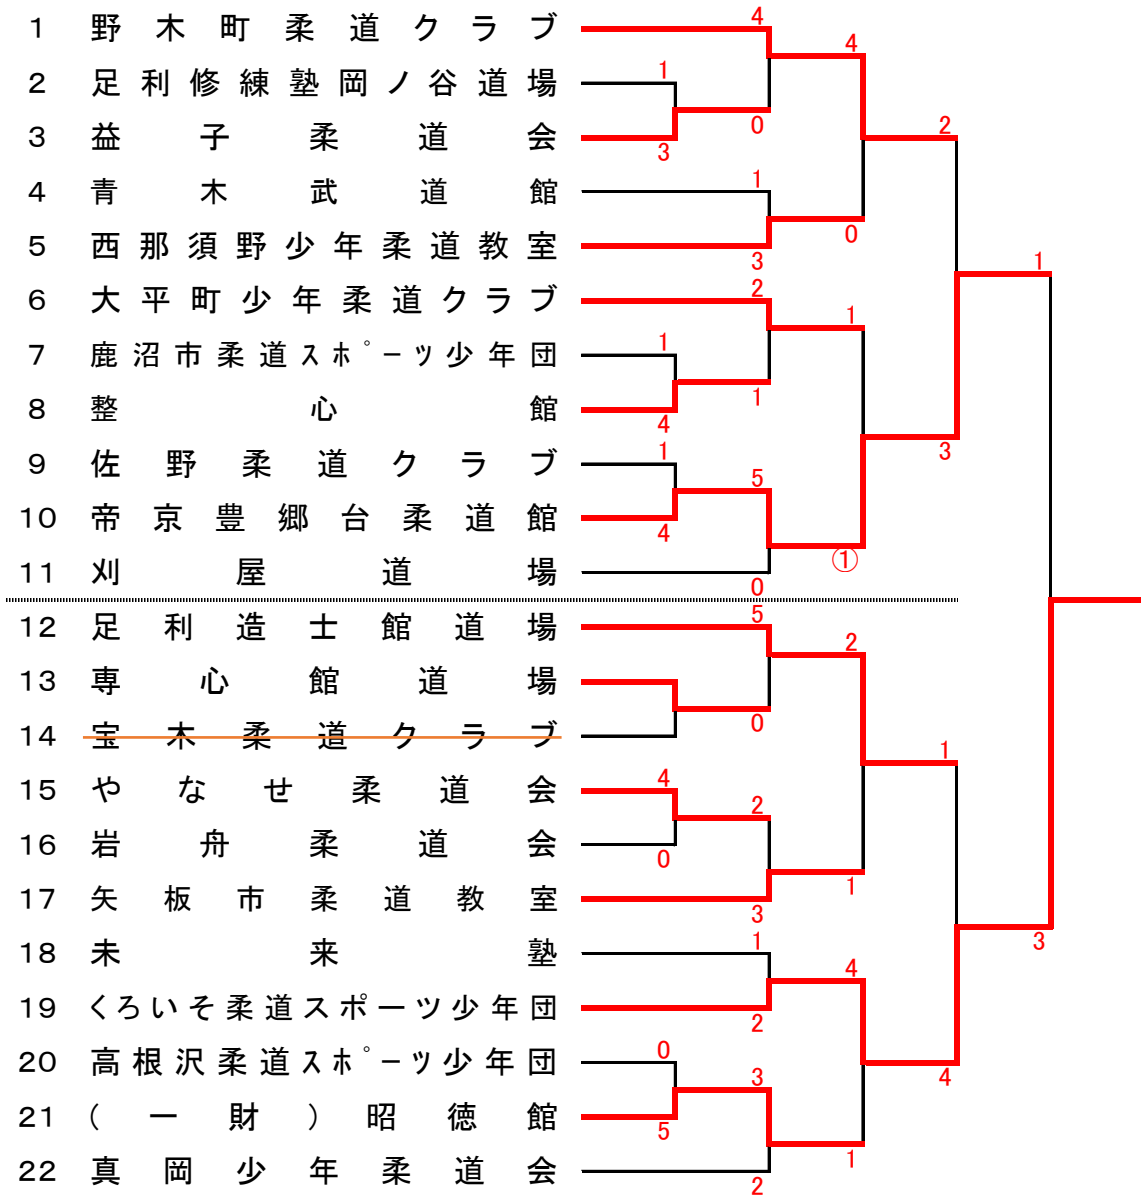 1 野木町柔道クラブ 4
4
2 足利修練塾岡ノ谷道場 1
0
2
3 益子柔道会 3
4 青木武道館 1
0
5 西那須野少年柔道教室 3
1
6 大平町少年柔道クラブ 2
1
7 鹿沼市柔道スポーツ少年団 1
1
8 整心館 4
3
9 佐野柔道クラブ 1
5
10 帝京豊郷台柔道館 4
①
11 刈屋道場 0
12 足利造士館道場 5
2
13 専心館道場
0
14 宝木柔道クラブ
1
15 やなせ柔道会 4
2
16 岩舟柔道会 0
1
17 矢板市柔道教室 3
3
18 未来塾 1
4
19 くろいそ柔道スポーツ少年団 2
20 高根沢柔道スポーツ少年団 0
3
4
21 (一財)昭徳館 5
1
22 真岡少年柔道会 2